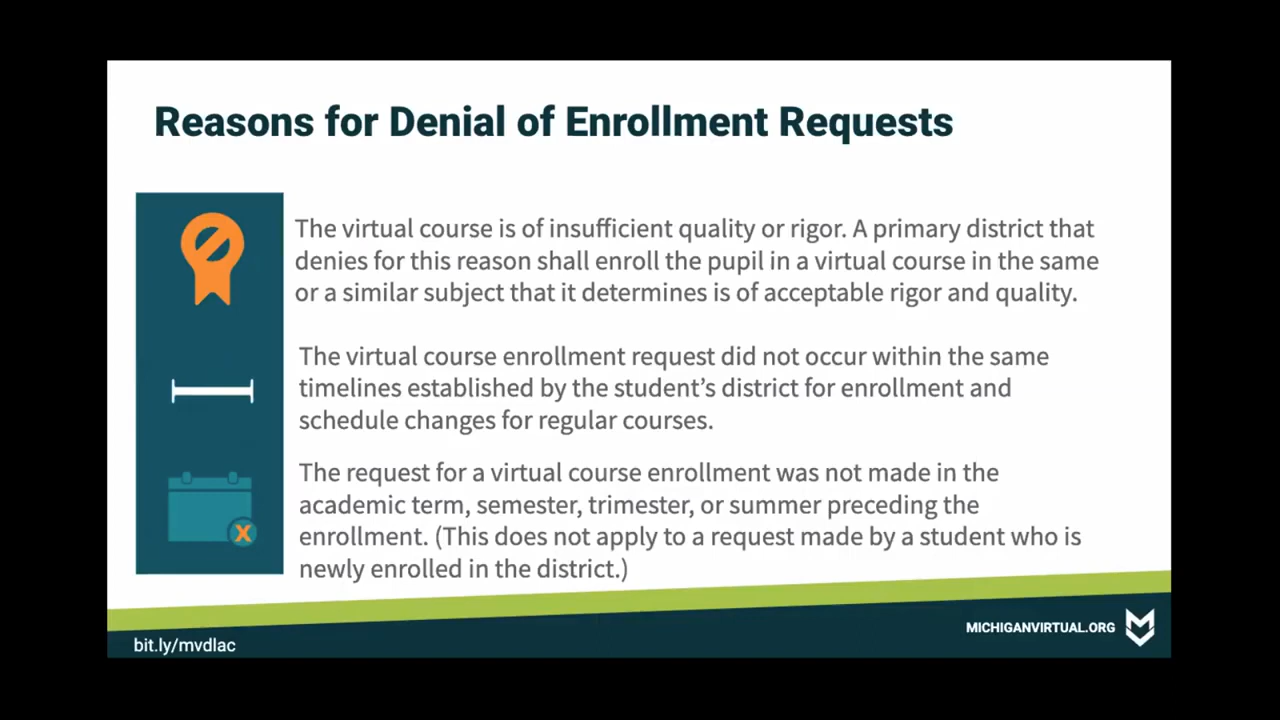 Reasons for Denial of Enrollment Requests
The virtual course is of insufficient quality or rigor. A primary district that
denies for this reason shall enroll the pupil in a virtual course in the same
or a similar subject that it determines is of acceptable rigor and quality.
The virtual course enrollment request did not occur within the same
timelines established by the student’s district for enrollment and
schedule changes for regular courses.
The request for a virtual course enrollment was not made in the
academic term, semester, trimester, or summer preceding the
enrollment. (This does not apply to a request made by a student who is
newly enrolled in the district.)
bit.ly/mvdlac
MICHIGANVIRTUAL.ORG